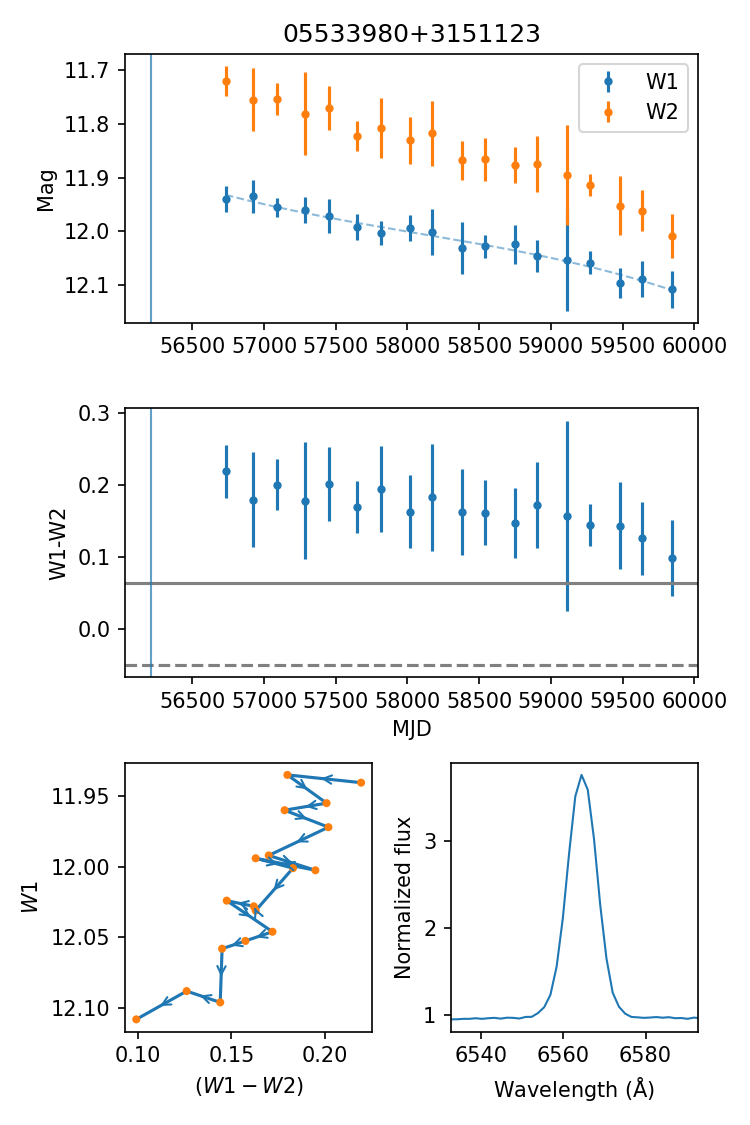 05533980+3151123
Mag
11.7
11.8
11.9
12.0
12.1
W1
W2
56500 57000 57500 58000 58500 59000 59500 60000
W1-W2
0.3
0.2
0.1
0.0
56500 57000 57500 58000 58500 59000 59500 60000
MJD
W1
11.95
12.00
12.05
12.10
0.10 0.15 0.20
(W1 − W2)
Normalized flux
3
2
1
6540 6560 6580
Wavelength (Å)